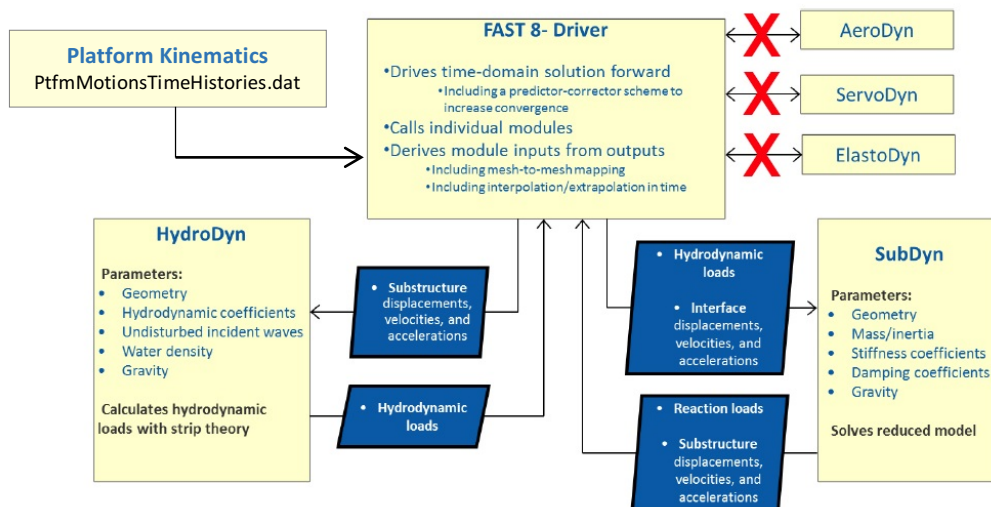 Platform Kinematics
PtfmMotionsTimeHistories.dat
FAST 8- Driver
•Drives time-domain solution forward
•Including a predictor-corrector scheme to
increase convergence
•Calls individual modules
•Derives module inputs from outputs
•Including mesh-to-mesh mapping
•Including interpolation/extrapolation in time
AeroDyn
ServoDyn
ElastoDyn
HydroDyn
Parameters:
• Geometry
• Hydrodynamic coefficients
• Undisturbed incident waves
• Water density
• Gravity
Calculates hydrodynamic
loads with strip theory
• Substructure
displacements,
velocities, and
accelerations
• Hydrodynamic
loads
• Hydrodynamic
loads
• Interface
displacements,
velocities, and
accelerations
• Reaction loads
• Substructure
displacements,
velocities, and
accelerations
SubDyn
Parameters:
• Geometry
• Mass/inertia
• Stiffness coefficients
• Damping coefficients
• Gravity
Solves reduced model